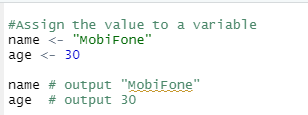 #Assign the value to a variable
name <- "MobiFone"
age <- 30
name # output "MobiFone"
age  # output 30